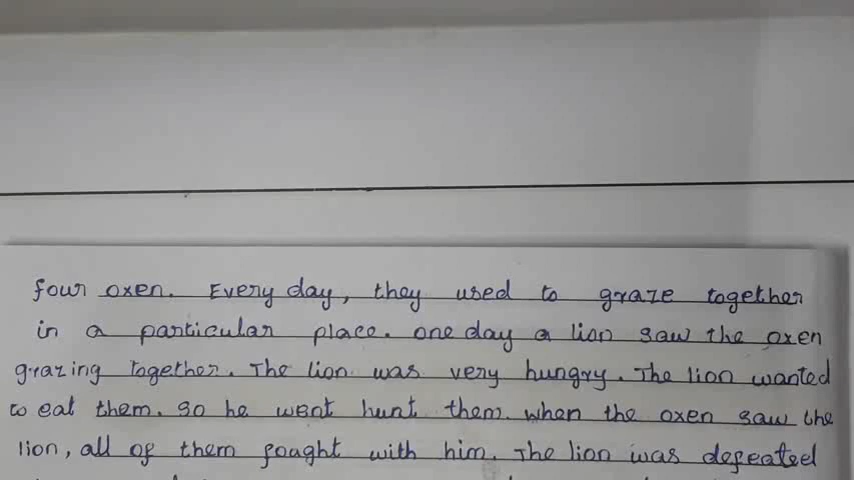 four oxen. Every day, they used to graze together
in a particular place. one day a lion saw the oxen
grazing together. The lion was very hungry. The lion wanted
to eat them. so he went hunt them. when the oxen saw the
lion, all of them fought with him. The lion was defeated